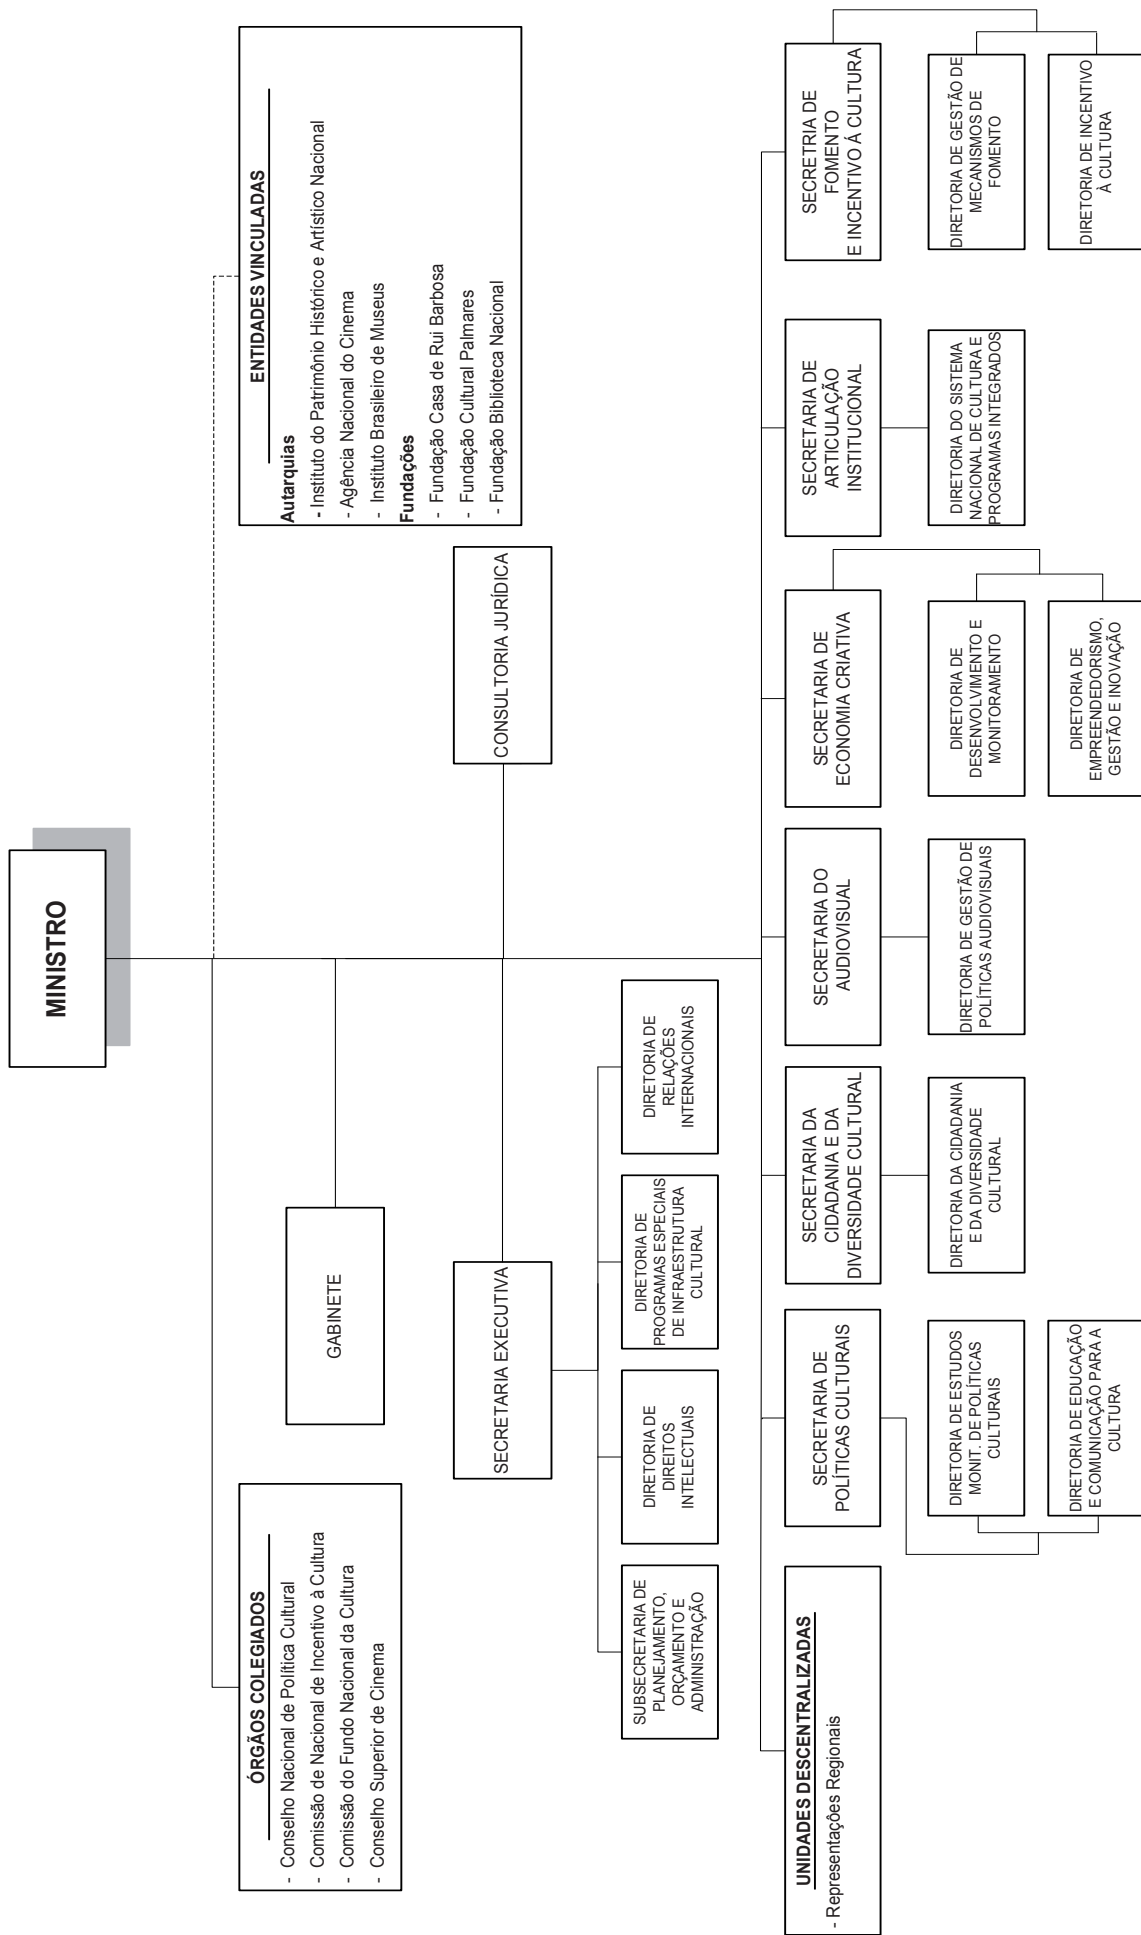 MINISTRO
ÓRGÃOS COLEGIADOS
- Conselho Nacional de Política Cultural
- Comissão de Nacional de Incentivo à Cultura
- Comissão do Fundo Nacional da Cultura
- Conselho Superior de Cinema
GABINETE
ENTIDADES VINCULADAS
Autarquias
- Instituto do Patrimônio Histórico e Artístico Nacional
- Agência Nacional do Cinema
- Instituto Brasileiro de Museus
Fundações
- Fundação Casa de Rui Barbosa
- Fundação Cultural Palmares
- Fundação Biblioteca Nacional
SECRETARIA EXECUTIVA
CONSULTORIA JURÍDICA
SUBSECRETARIA DE
PLANEJAMENTO,
ORÇAMENTO E
ADMINISTRAÇÃO
DIRETORIA DE
DIREITOS
INTELECTUAIS
DIRETORIA DE
PROGRAMAS ESPECIAIS
DE INFRAESTRUTURA
CULTURAL
DIRETORIA DE
RELAÇÕES
INTERNACIONAIS
UNIDADES DESCENTRALIZADAS
- Representações Regionais
SECRETARIA DE
POLÍTICAS CULTURAIS
DIRETORIA DE ESTUDOS
MONIT. DE POLÍTICAS
CULTURAIS
DIRETORIA DE EDUCAÇÃO
E COMUNICAÇÃO PARA A
CULTURA
SECRETARIA DA
CIDADANIA E DA
DIVERSIDADE CULTURAL
DIRETORIA DA CIDADANIA
E DA DIVERSIDADE
CULTURAL
SECRETARIA DO
AUDIOVISUAL
DIRETORIA DE GESTÃO DE
POLÍTICAS AUDIOVISUAIS
SECRETARIA DE
ECONOMIA CRIATIVA
DIRETORIA DE
DESENVOLVIMENTO E
MONITORAMENTO
DIRETORIA DE
EMPREENDEDORISMO,
GESTÃO E INOVAÇÃO
SECRETARIA DE
ARTICULAÇÃO
INSTITUCIONAL
DIRETORIA DO SISTEMA
NACIONAL DE CULTURA E
PROGRAMAS INTEGRADOS
SECRETRIA DE
FOMENTO
E INCENTIVO Á CULTURA
DIRETORIA DE GESTÃO DE
MECANISMOS DE
FOMENTO
DIRETORIA DE INCENTIVO
À CULTURA